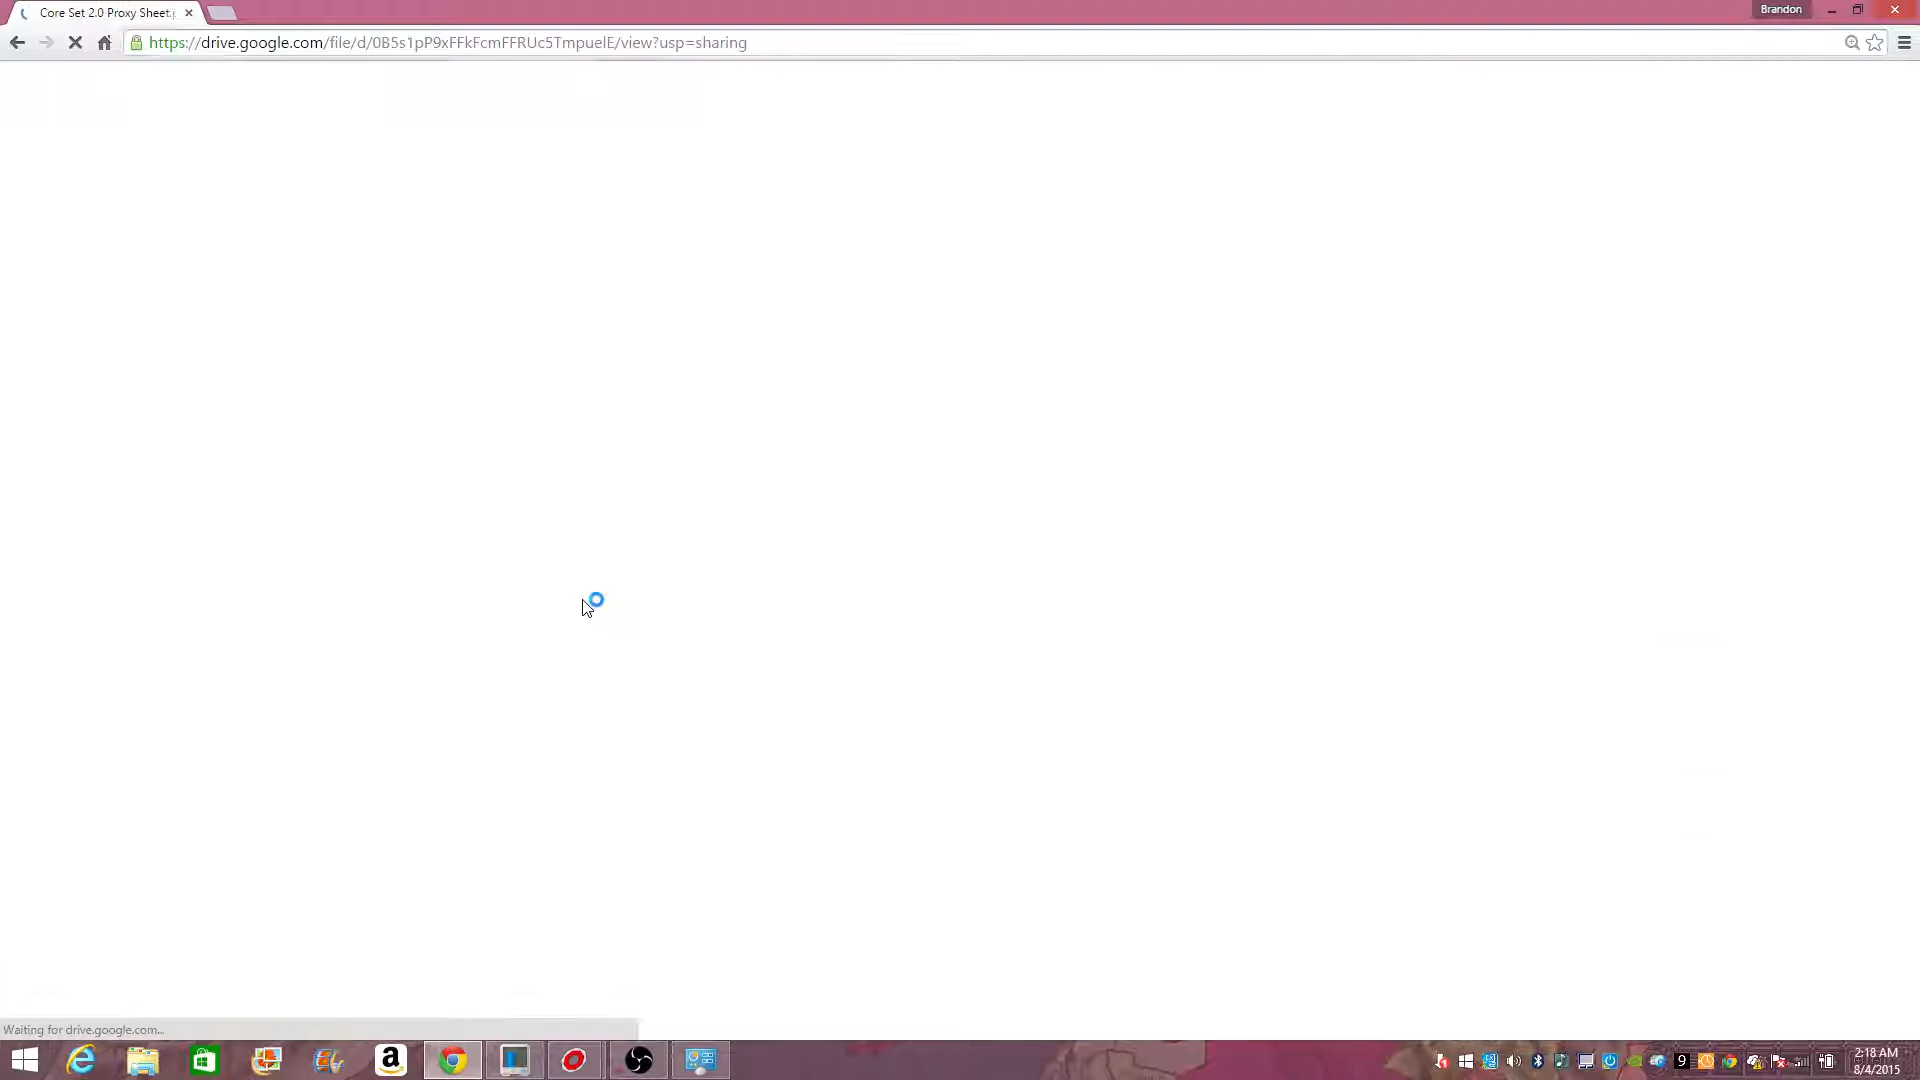 Core Set 2.0 Proxy Sheet.
Brandon
https://drive.google.com/file/d/0B5s1pP9xFFkFcmFFRUc5TmpuelE/view?usp=sharing
Waiting for drive.google.com...
a
9
2:18 AM
8/4/2015